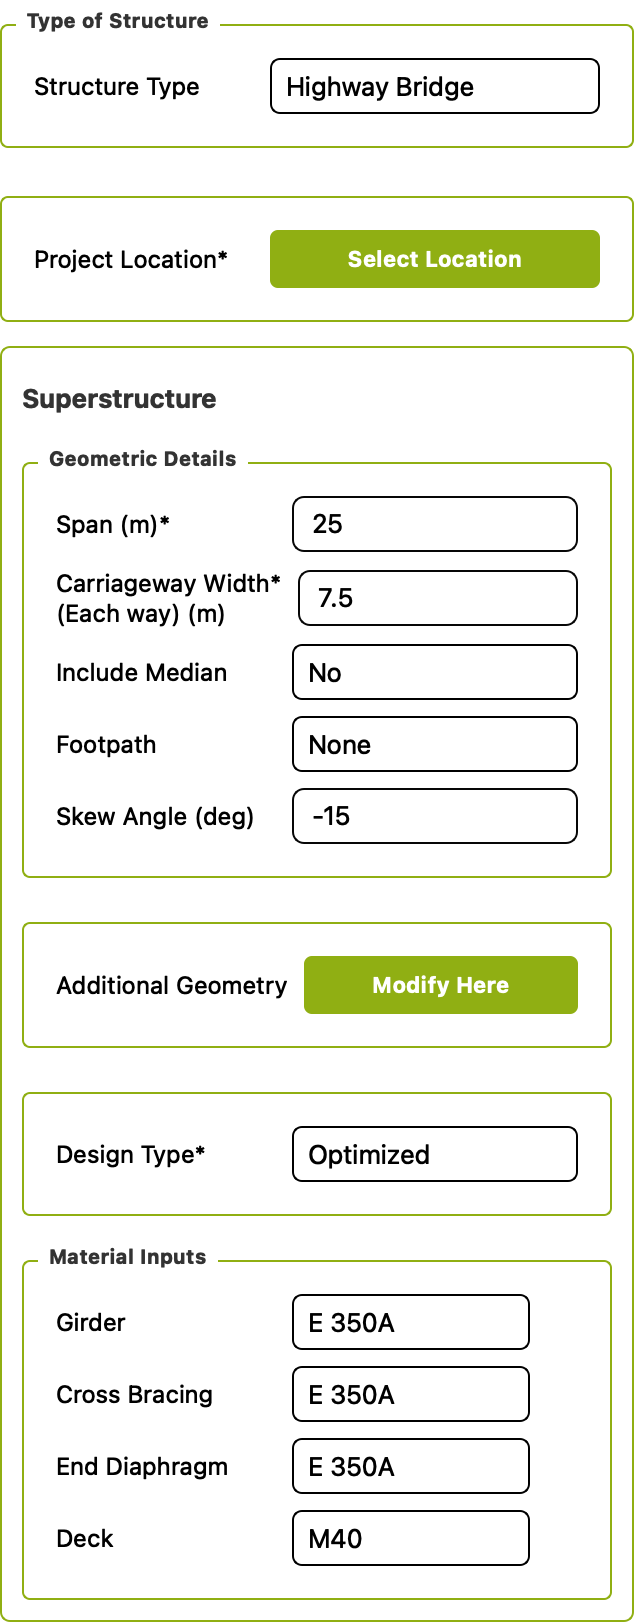 Type of Structure
Structure Type Highway Bridge
Project Location* Select Location
Superstructure
Geometric Details
Span (m)* 25
Carriageway Width*
(Each way) (m) 7.5
Include Median No
Footpath None
Skew Angle (deg) -15
Additional Geometry Modify Here
Design Type* Optimized
Material Inputs
Girder E 350A
Cross Bracing E 350A
End Diaphragm E 350A
Deck M40